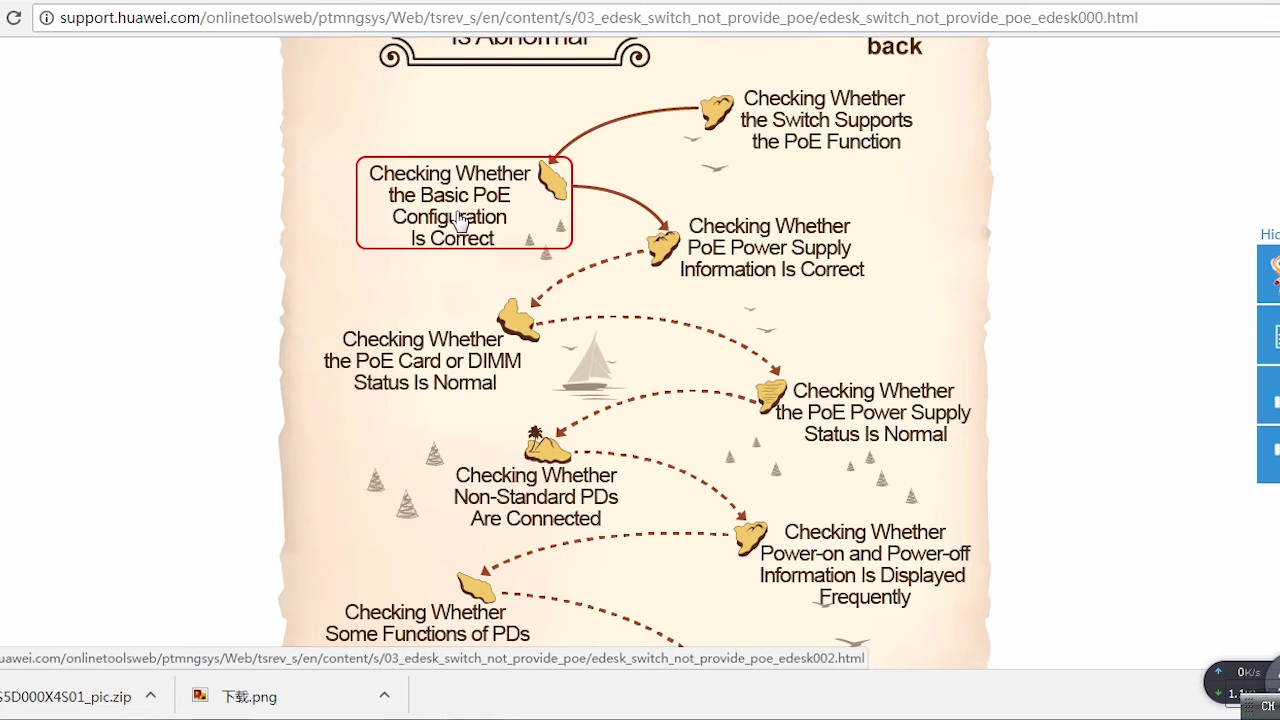 support.huawei.com/onlinetoolsweb/ptmngsys/Web/tsrev_s/en/content/s/03_edesk_switch_not_provide_poe/edesk_switch_not_provide_poe_edesk000.html
Is Abnormal
back
Checking Whether
the Switch Supports
the PoE Function
Checking Whether
the Basic PoE
Configuration
Is Correct
Checking Whether
PoE Power Supply
Information Is Correct
Checking Whether
the PoE Card or DIMM
Status Is Normal
Checking Whether
the PoE Power Supply
Status Is Normal
Checking Whether
Non-Standard PDs
Are Connected
Checking Whether
Power-on and Power-off
Information Is Displayed
Frequently
Checking Whether
Some Functions of PDs
Hid
uawei.com/onlinetoolsweb/ptmngsys/Web/tsrev_s/en/content/s/03_edesk_switch_not_provide_poe/edesk_switch_not_provide_poe_edesk002.html
S5D000X4S01_pic.zip
下载.png
0K/s
CH